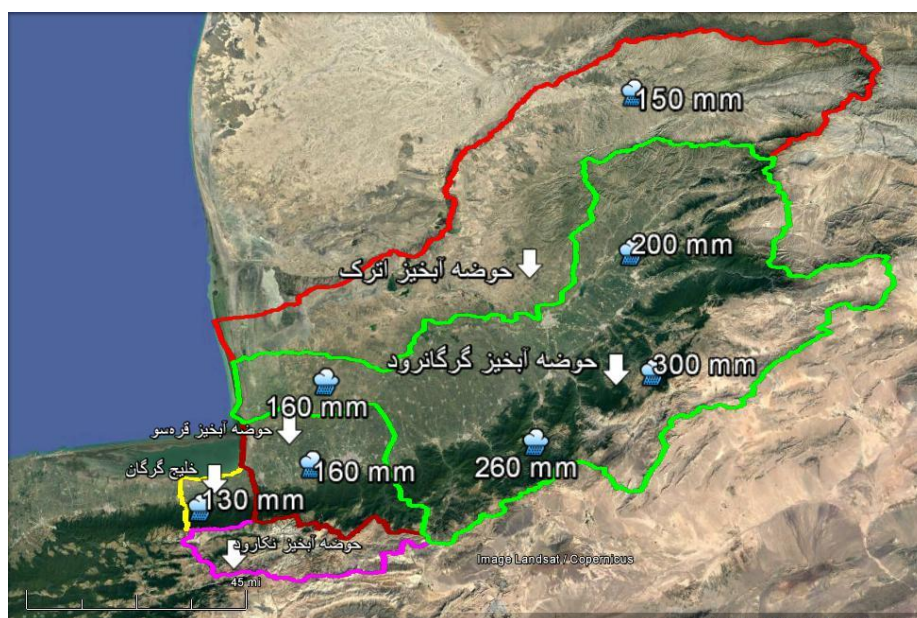 150 mm
200 mm
حوضه آبخیز اترک
حوضه آبخیز گرگانرود
300 mm
160 mm
حوضه آبخیز قره‌سو
260 mm
160 mm
خلیج گرگان
130 mm
حوضه آبخیز نکارود
Image Landsat / Copernicus
45 mi